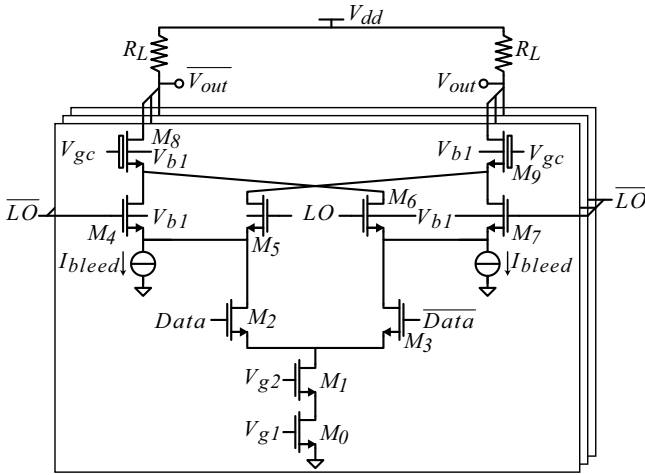 V_dd
R_L
R_L
\overline{V_out}
V_out
M_8
M_9
V_gc
V_b1
V_b1
V_gc
\overline{LO}
M_4
V_b1
M_5
LO
M_6
V_b1
M_7
\overline{LO}
I_bleed
I_bleed
Data
M_2
M_3
\overline{Data}
V_g2
M_1
V_g1
M_0